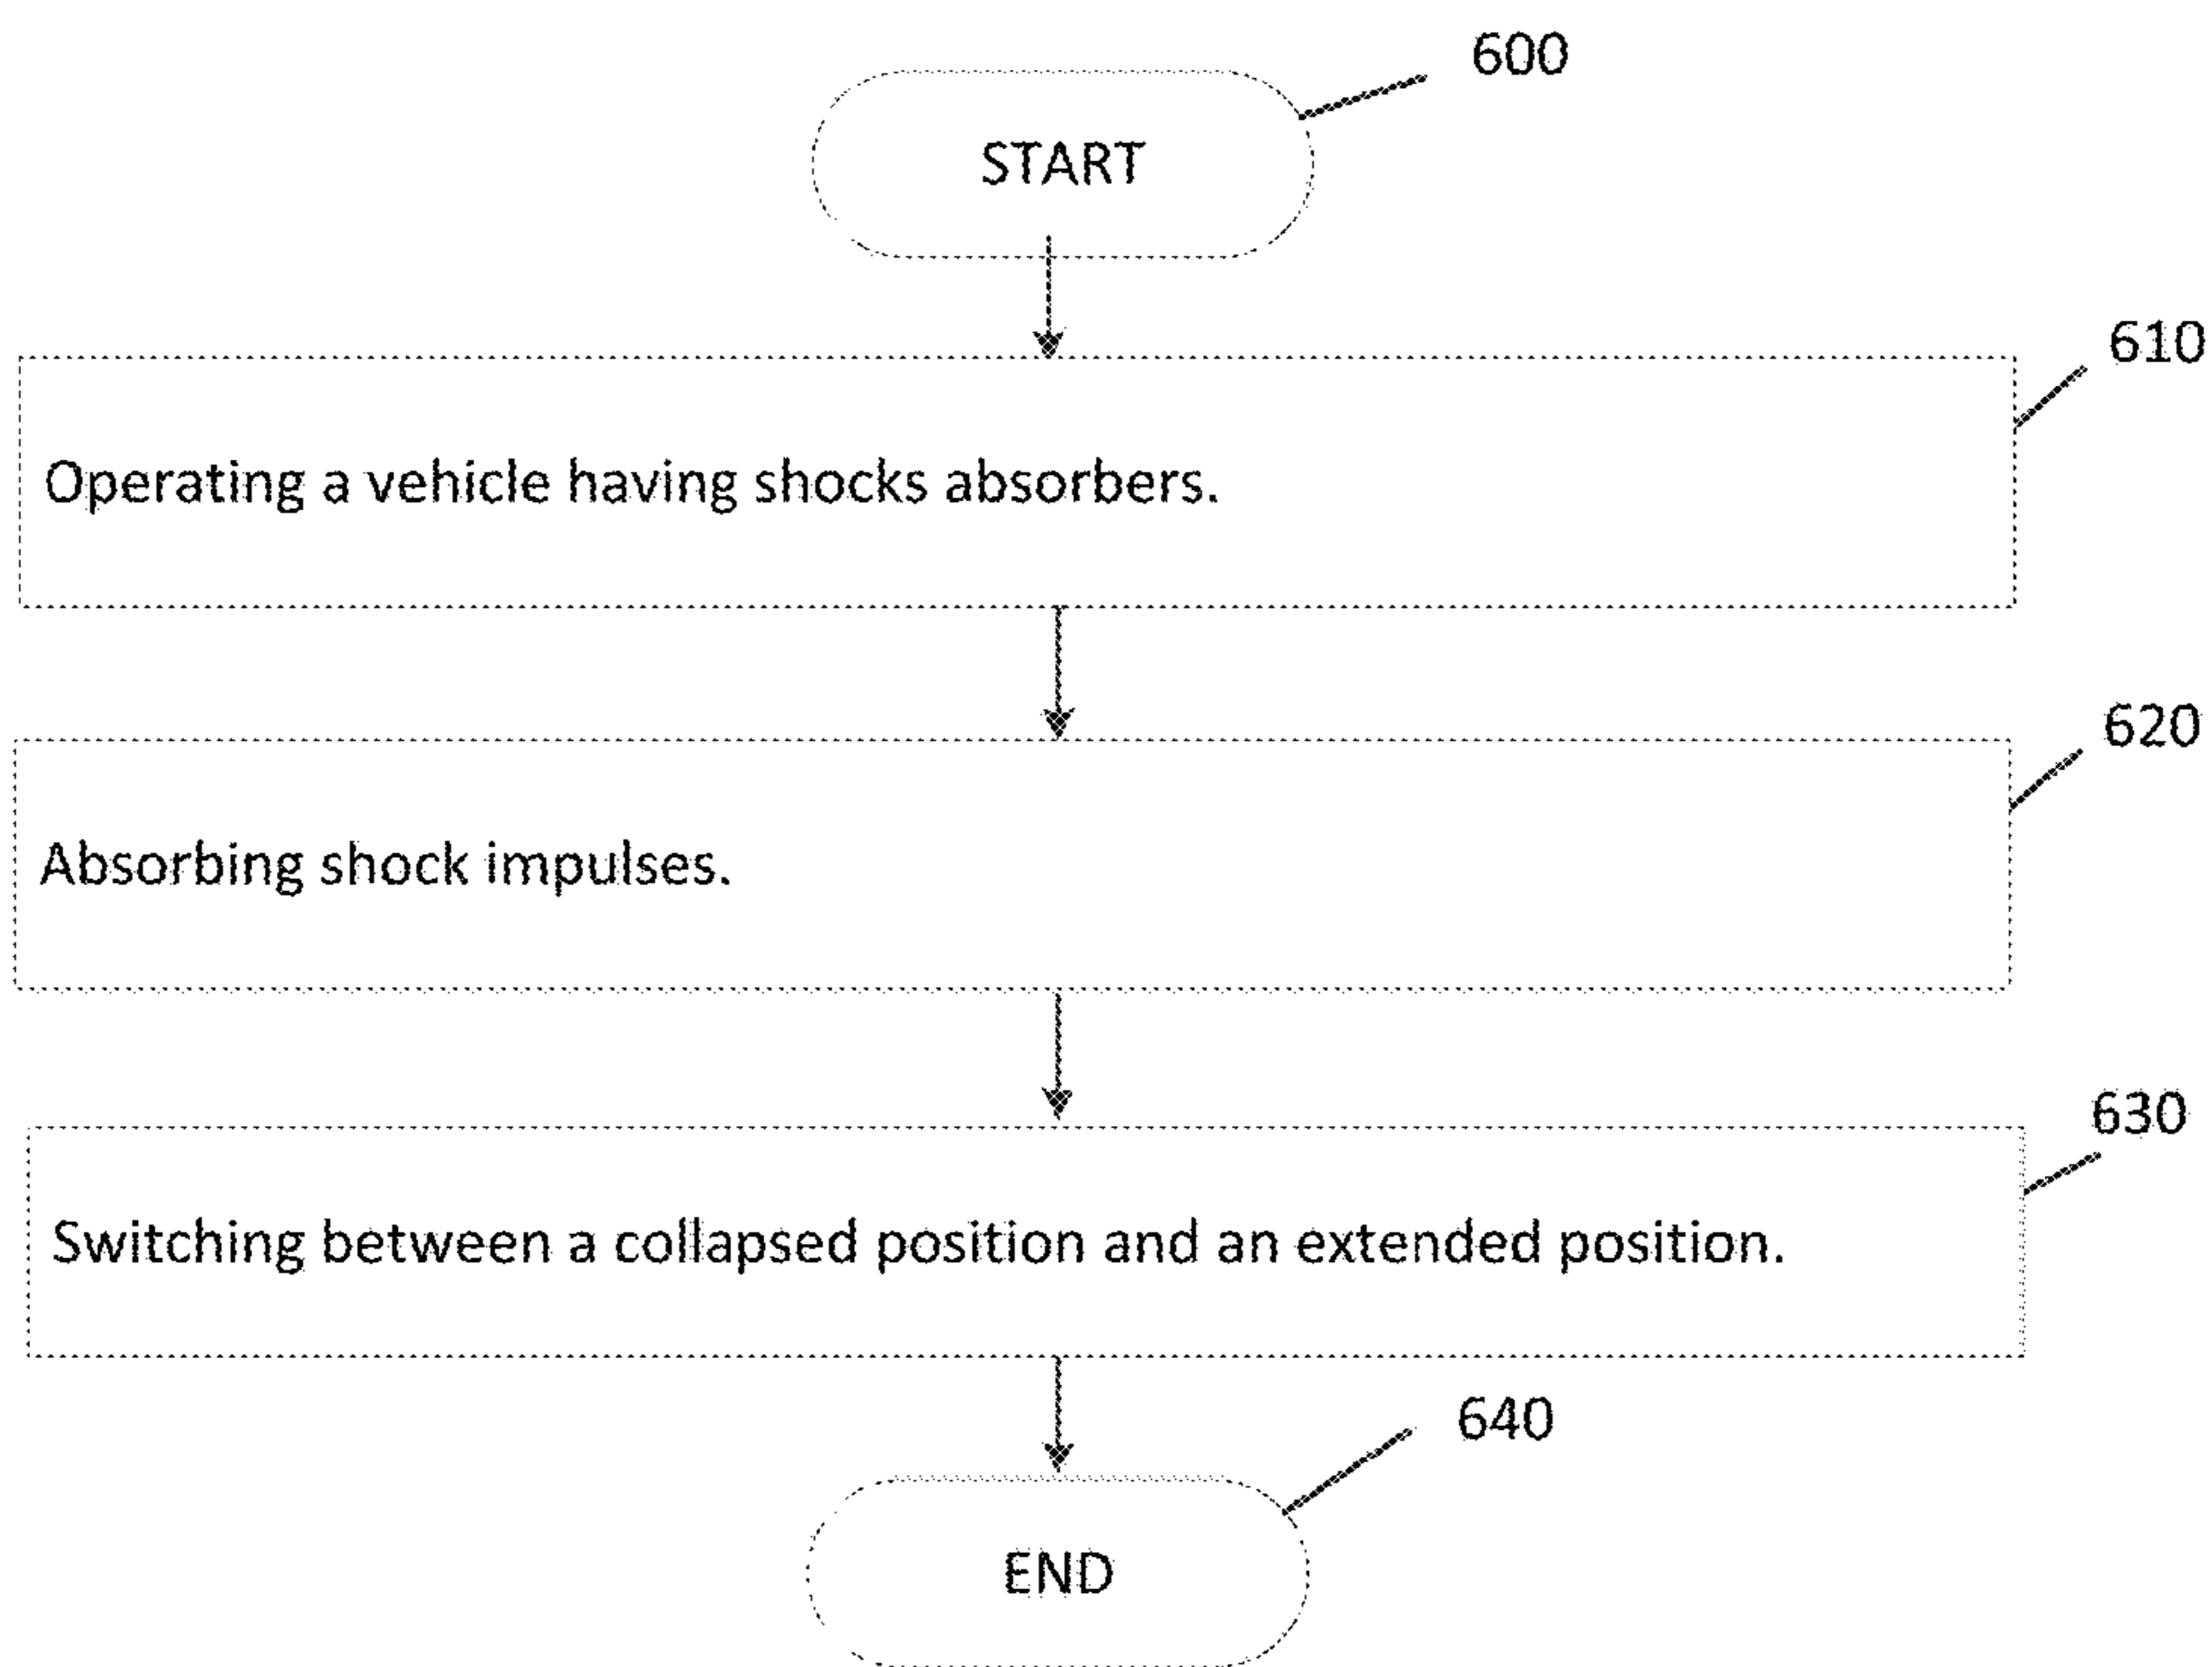 600
START
610
Operating a vehicle having shocks absorbers.
620
Absorbing shock impulses.
630
Switching between a collapsed position and an extended position.
640
END